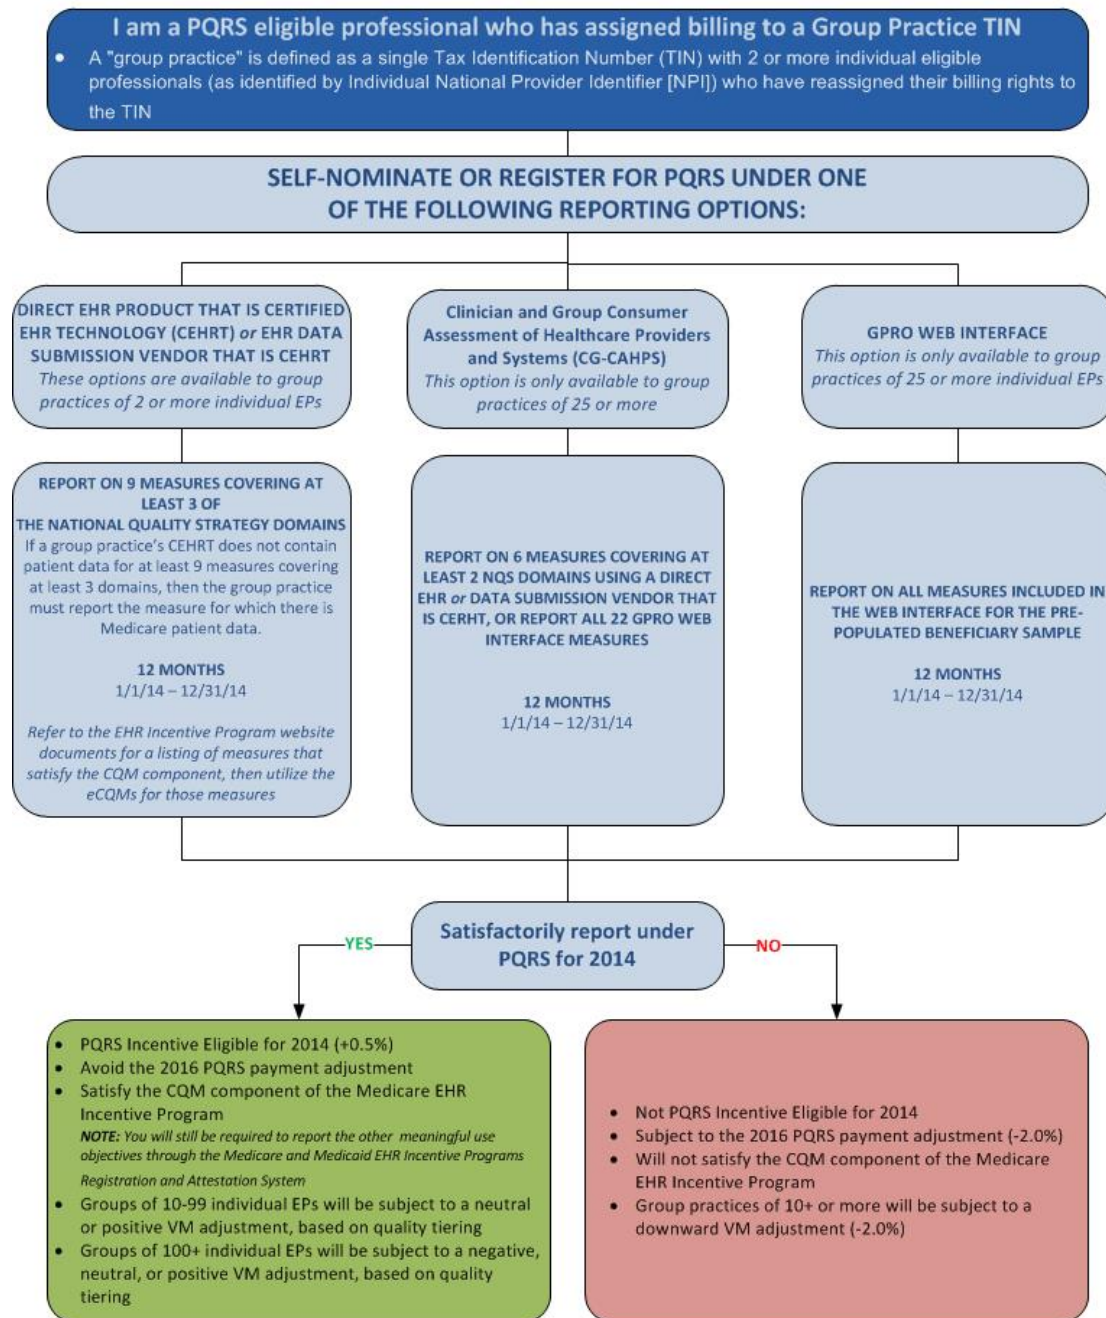 I am a PQRS eligible professional who has assigned billing to a Group Practice TIN
• A "group practice" is defined as a single Tax Identification Number (TIN) with 2 or more individual eligible
professionals (as identified by Individual National Provider Identifier [NPI]) who have reassigned their billing rights to
the TIN
SELF-NOMINATE OR REGISTER FOR PQRS UNDER ONE
OF THE FOLLOWING REPORTING OPTIONS:
DIRECT EHR PRODUCT THAT IS CERTIFIED
EHR TECHNOLOGY (CEHRT) or EHR DATA
SUBMISSION VENDOR THAT IS CEHRT
These options are available to group
practices of 2 or more individual EPs
Clinician and Group Consumer
Assessment of Healthcare Providers
and Systems (CG-CAHPS)
This option is only available to group
practices of 25 or more
GPRO WEB INTERFACE
This option is only available to group
practices of 25 or more individual EPs
REPORT ON 9 MEASURES COVERING AT
LEAST 3 OF
THE NATIONAL QUALITY STRATEGY DOMAINS
If a group practice's CEHRT does not contain
patient data for at least 9 measures covering
at least 3 domains, then the group practice
must report the measure for which there is
Medicare patient data.
12 MONTHS
1/1/14 – 12/31/14
Refer to the EHR Incentive Program website
documents for a listing of measures that
satisfy the CQM component, then utilize the
eCQMs for those measures
REPORT ON 6 MEASURES COVERING AT
LEAST 2 NQS DOMAINS USING A DIRECT
EHR or DATA SUBMISSION VENDOR THAT
IS CERHT, OR REPORT ALL 22 GPRO WEB
INTERFACE MEASURES
12 MONTHS
1/1/14 – 12/31/14
REPORT ON ALL MEASURES INCLUDED IN
THE WEB INTERFACE FOR THE PRE-
POPULATED BENEFICIARY SAMPLE
12 MONTHS
1/1/14 – 12/31/14
Satisfactorily report under
PQRS for 2014
YES
NO
• PQRS Incentive Eligible for 2014 (+0.5%)
• Avoid the 2016 PQRS payment adjustment
• Satisfy the CQM component of the Medicare EHR
Incentive Program
NOTE: You will still be required to report the other meaningful use
objectives through the Medicare and Medicaid EHR Incentive Programs
Registration and Attestation System
• Groups of 10-99 individual EPs will be subject to a neutral
or positive VM adjustment, based on quality tiering
• Groups of 100+ individual EPs will be subject to a negative,
neutral, or positive VM adjustment, based on quality
tiering
• Not PQRS Incentive Eligible for 2014
• Subject to the 2016 PQRS payment adjustment (-2.0%)
• Will not satisfy the CQM component of the Medicare
EHR Incentive Program
• Group practices of 10+ or more will be subject to a
downward VM adjustment (-2.0%)